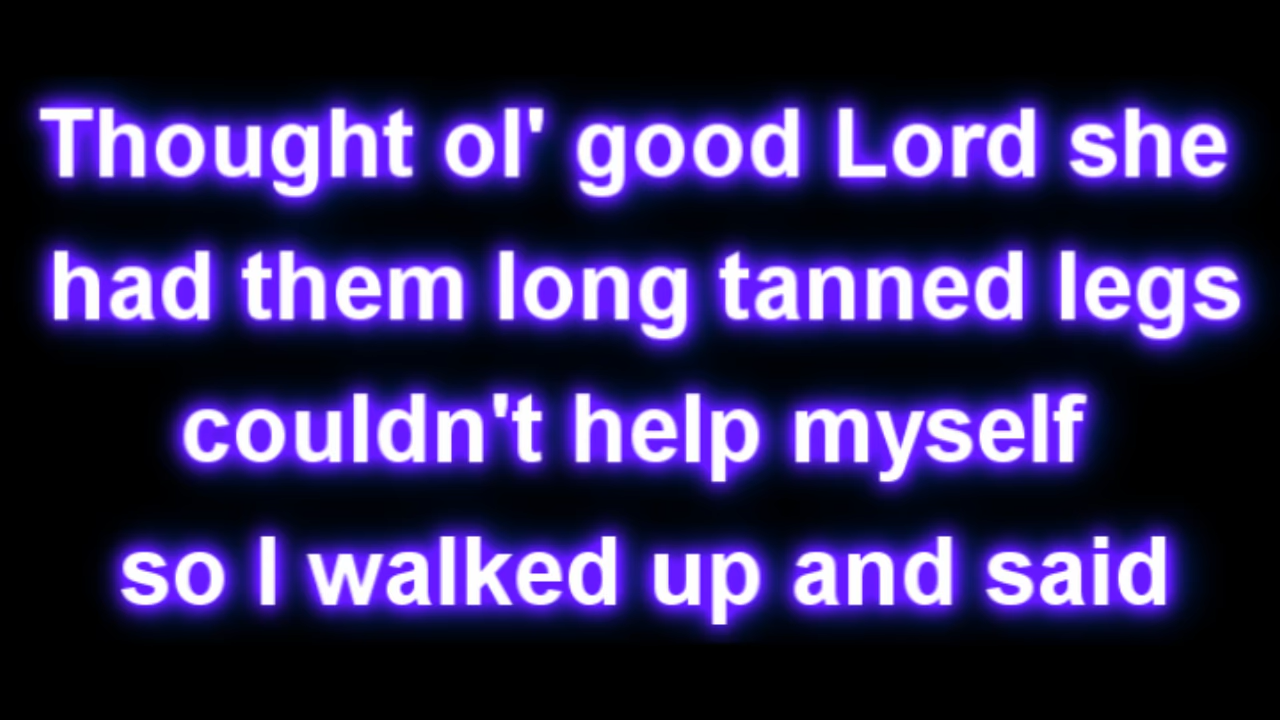 Thought ol' good Lord she
had them long tanned legs
couldn't help myself
so I walked up and said